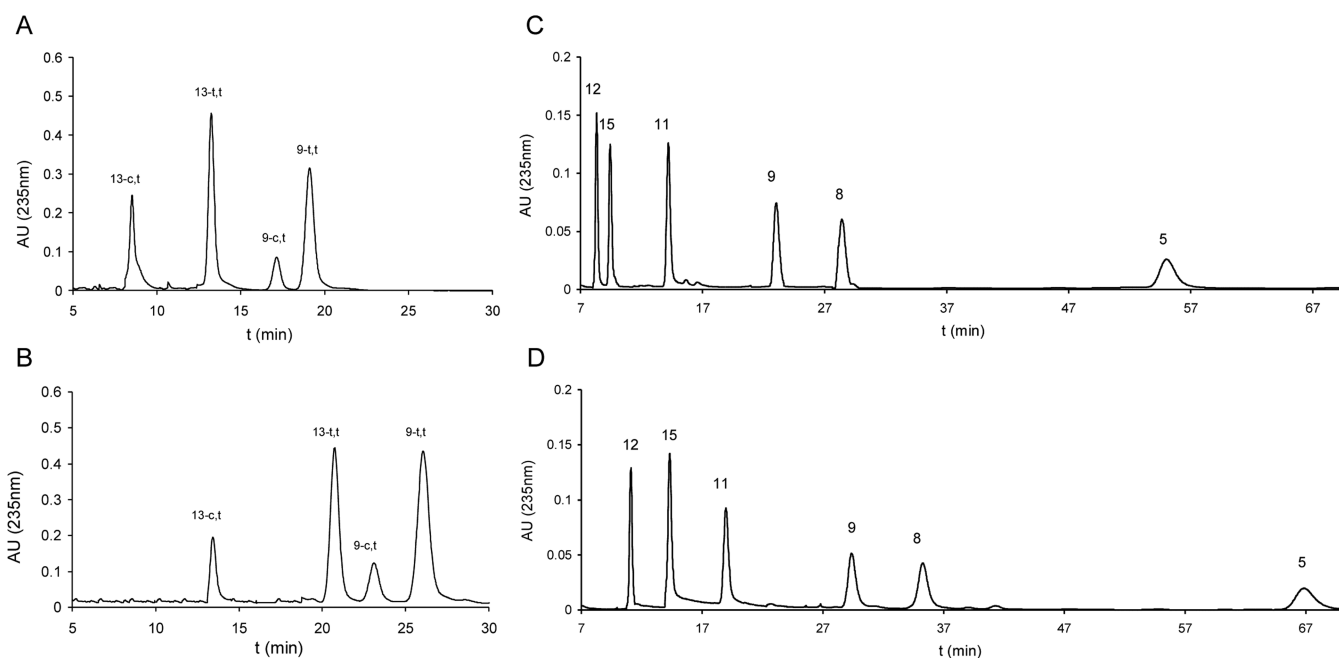 A
0.6
0.5
0.4
0.3
0.2
0.1
0
AU (235nm)
13-c,t
13-t,t
9-c,t
9-t,t
5 10 15 20 25 30
t (min)
B
0.6
0.5
0.4
0.3
0.2
0.1
0
AU (235nm)
13-c,t
13-t,t
9-c,t
9-t,t
5 10 15 20 25 30
t (min)
C
0.2
0.15
0.1
0.05
0
AU (235nm)
12
15
11
9
8
5
7 17 27 37 47 57 67
t (min)
D
0.2
0.15
0.1
0.05
0
AU (235nm)
12
15
11
9
8
5
7 17 27 37 47 57 67
t (min)